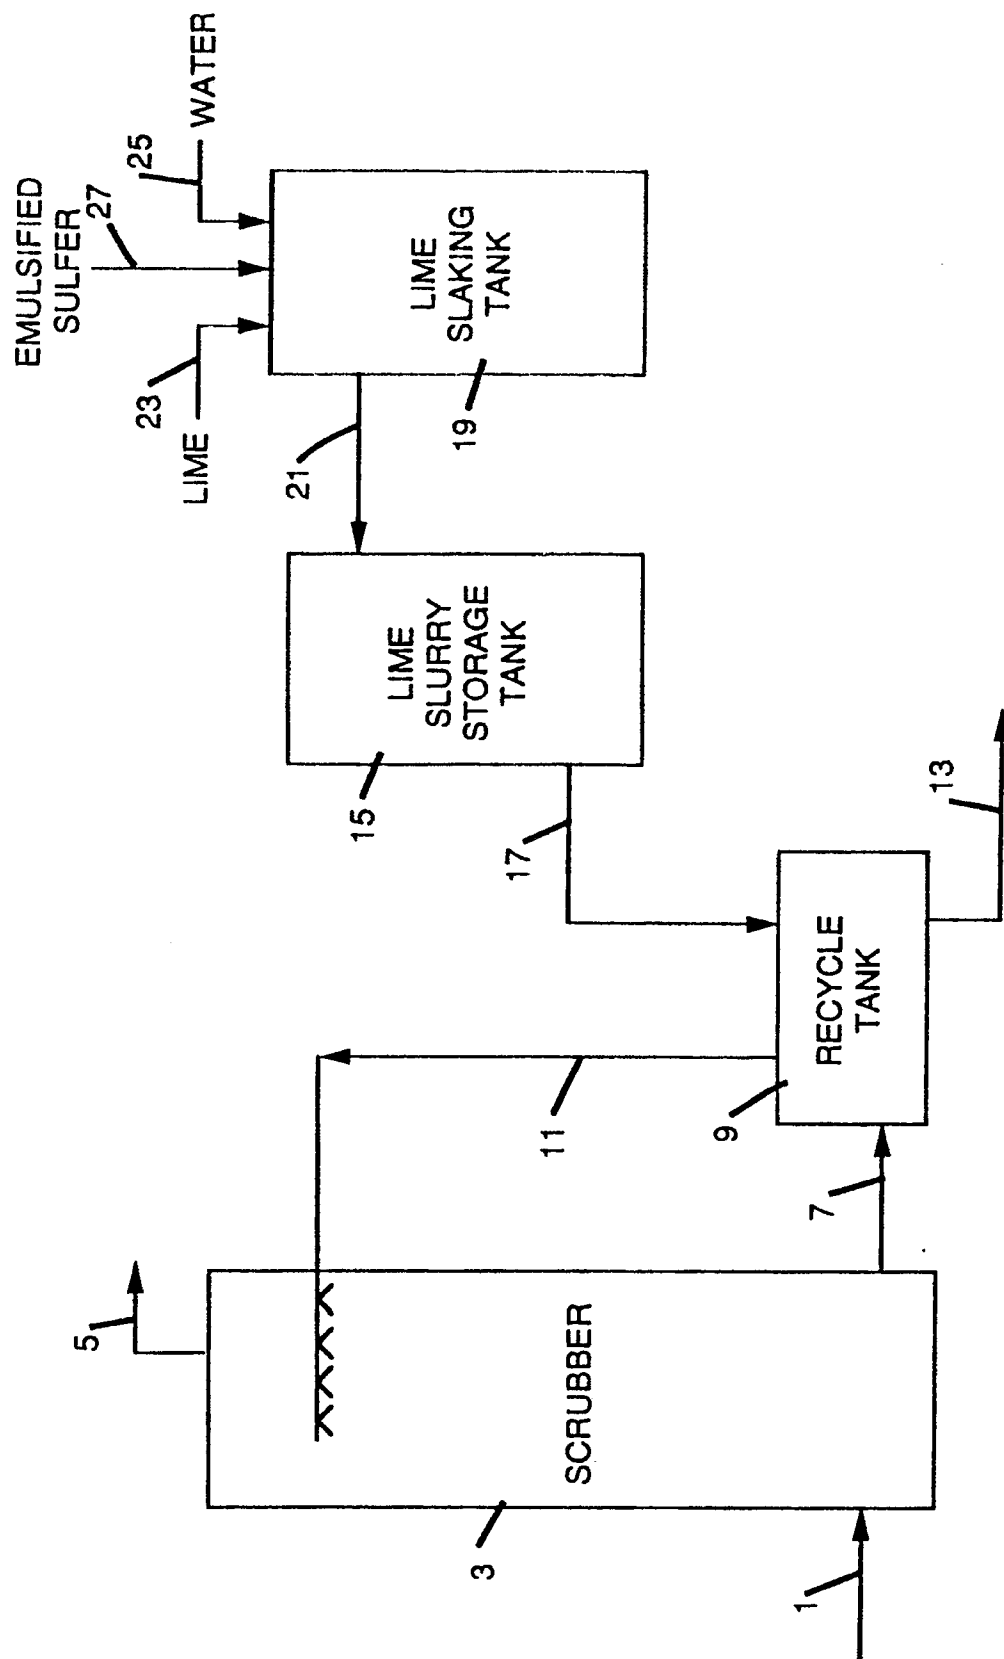 EMULSIFIED
SULFER
27
25
WATER
23
LIME
LIME
SLAKING
TANK
19
21
LIME
SLURRY
STORAGE
TANK
15
17
13
RECYCLE
TANK
9
11
7
5
SCRUBBER
3
1